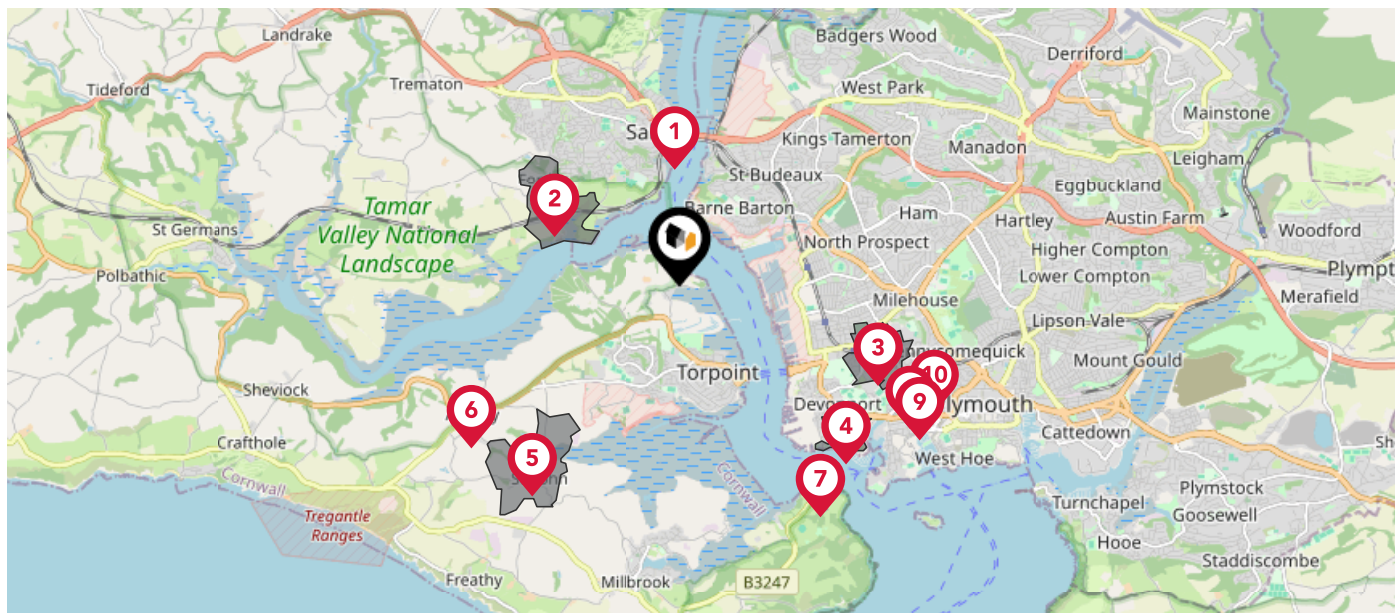 Landrake
Badgers Wood
Derriford
Tideford
Trematon
West Park
Mainstone
1
Kings Tamerton
Manadon
Leigham
St Budeaux
Eggbuckland
2
Tamar
Valley National
Landscape
Barne Barton
Ham
Hartley
Austin Farm
St Germans
North Prospect
Higher Compton
Woodford
Polbathic
Lower Compton
Plympt
Milehouse
Merafield
Lipson Vale
3
Mount Gould
Torpoint
10
Sheviock
6
9
Crafthole
4
Cattedown
5
West Hoe
Cornwall
Cornwall
7
Plymstock
Turnchapel
Goosewell
Tregantle
Ranges
Hooe
Staddiscombe
Freathy
Millbrook
B3247